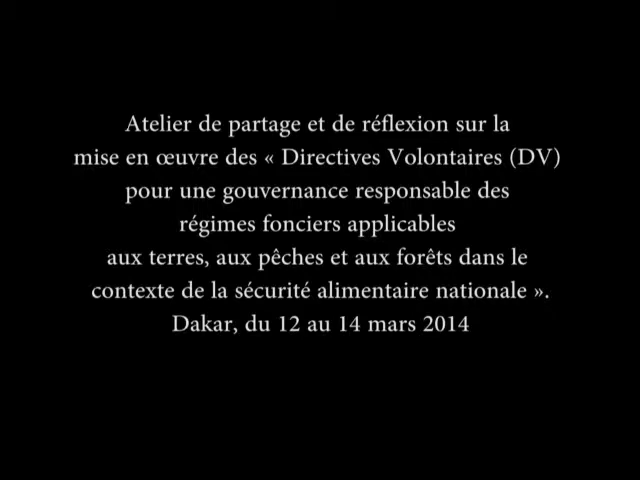 Atelier de partage et de réflexion sur la
mise en œuvre des « Directives Volontaires (DV)
pour une gouvernance responsable des
régimes fonciers applicables
aux terres, aux pêches et aux forêts dans le
contexte de la sécurité alimentaire nationale ».
Dakar, du 12 au 14 mars 2014